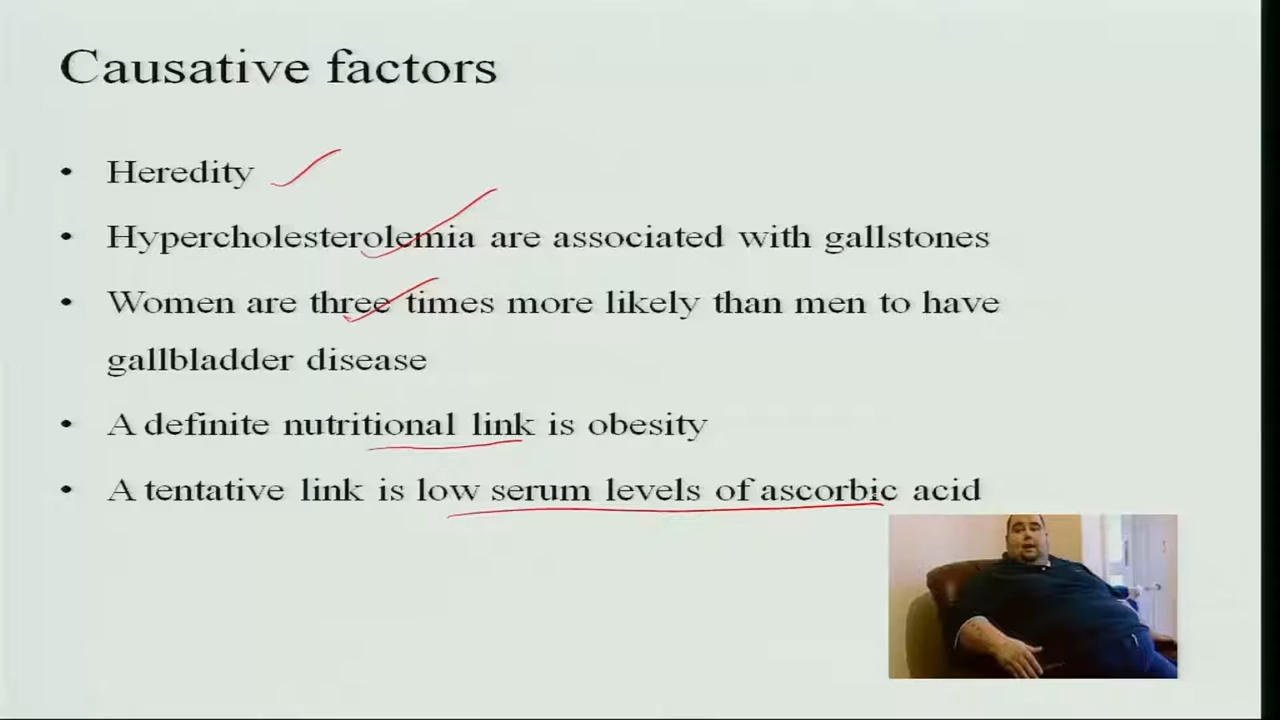 Causative factors
• Heredity
• Hypercholesterolemia are associated with gallstones
• Women are three times more likely than men to have
gallbladder disease
• A definite nutritional link is obesity
• A tentative link is low serum levels of ascorbic acid